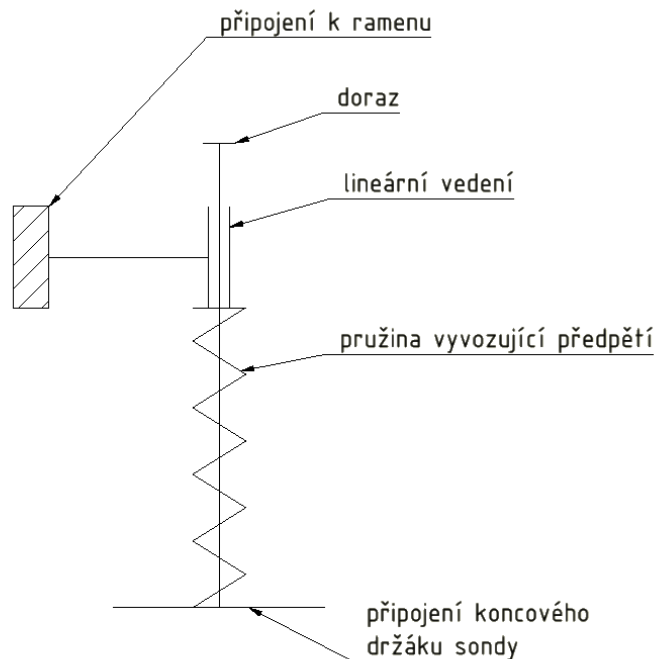 připojení k ramenu
doraz
lineární vedení
pružina vyvozující předpětí
připojení koncového
držáku sondy